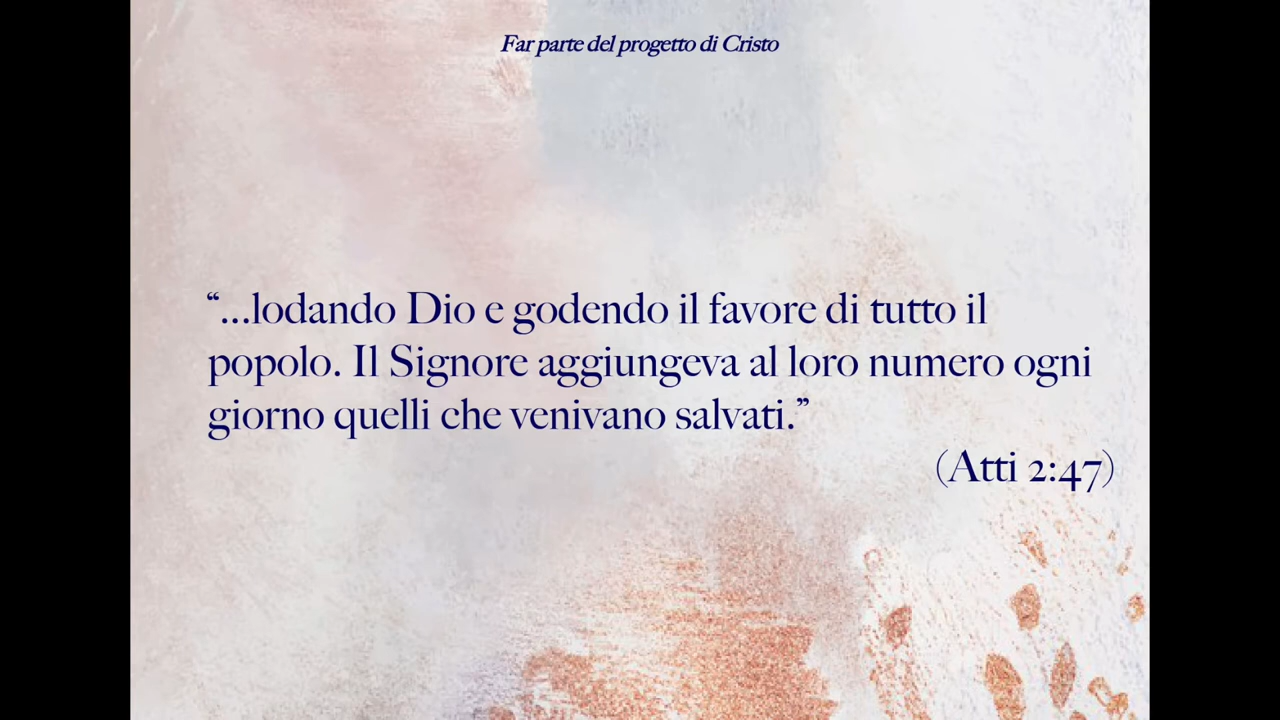 Far parte del progetto di Cristo
“...lodando Dio e godendo il favore di tutto il
popolo. Il Signore aggiungeva al loro numero ogni
giorno quelli che venivano salvati.”
(Atti 2:47)